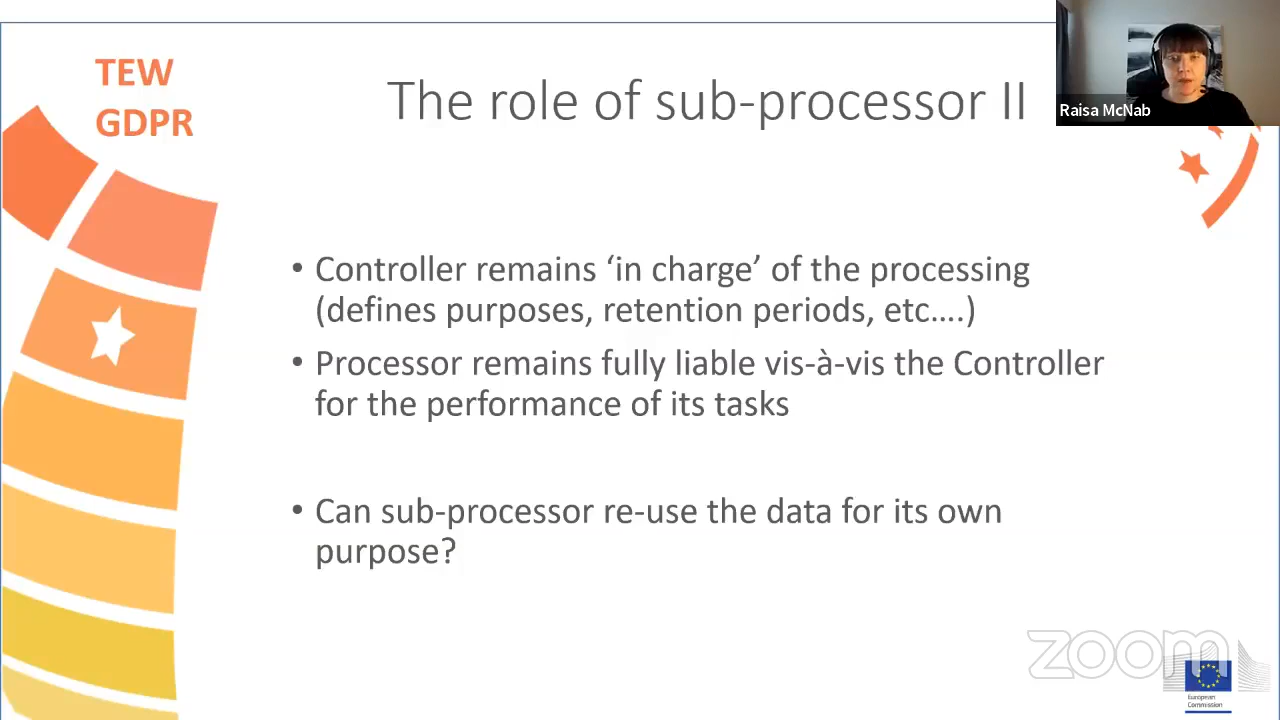 TEW
GDPR
The role of sub-processor II
Raisa McNab
• Controller remains ‘in charge’ of the processing
(defines purposes, retention periods, etc….)
• Processor remains fully liable vis-à-vis the Controller
for the performance of its tasks
• Can sub-processor re-use the data for its own
purpose?
zoom
European
Commission